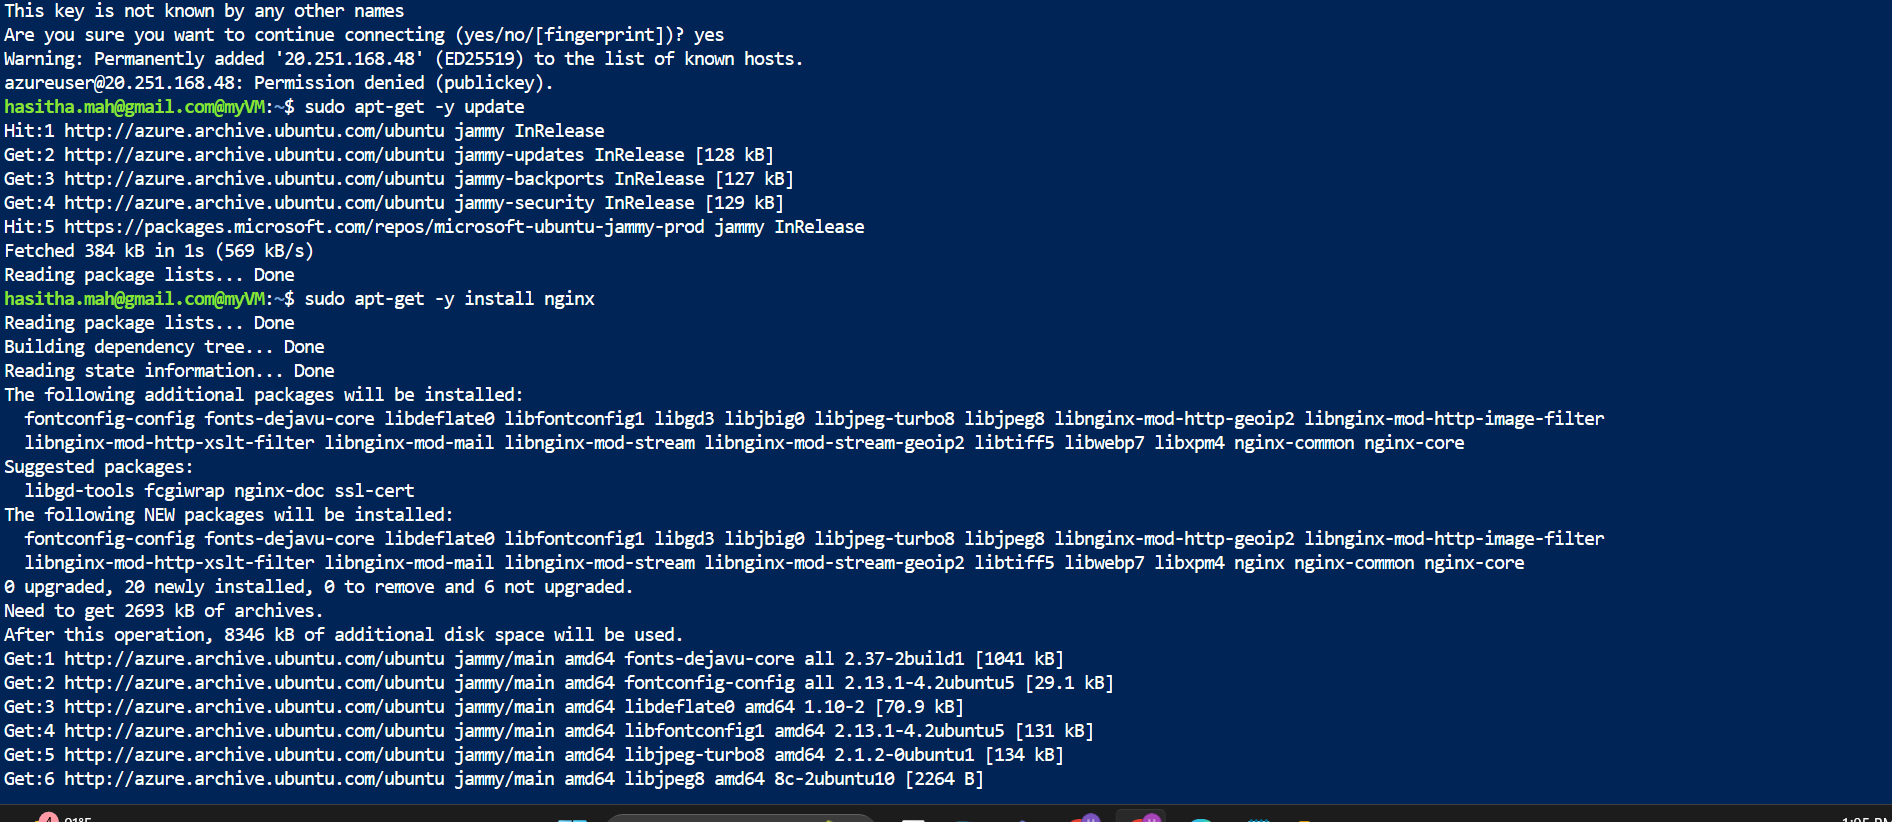 This key is not known by any other names
Are you sure you want to continue connecting (yes/no/[fingerprint])? yes
Warning: Permanently added '20.251.168.48' (ED25519) to the list of known hosts.
azureuser@20.251.168.48: Permission denied (publickey).
hasitha.mah@gmail.com@myVM:~$ sudo apt-get -y update
Hit:1 http://azure.archive.ubuntu.com/ubuntu jammy InRelease
Get:2 http://azure.archive.ubuntu.com/ubuntu jammy-updates InRelease [128 kB]
Get:3 http://azure.archive.ubuntu.com/ubuntu jammy-backports InRelease [127 kB]
Get:4 http://azure.archive.ubuntu.com/ubuntu jammy-security InRelease [129 kB]
Hit:5 https://packages.microsoft.com/repos/microsoft-ubuntu-jammy-prod jammy InRelease
Fetched 384 kB in 1s (569 kB/s)
Reading package lists... Done
hasitha.mah@gmail.com@myVM:~$ sudo apt-get -y install nginx
Reading package lists... Done
Building dependency tree... Done
Reading state information... Done
The following additional packages will be installed:
  fontconfig-config fonts-dejavu-core libdeflate0 libfontconfig1 libgd3 libjbig0 libjpeg-turbo8 libjpeg8 libnginx-mod-http-geoip2 libnginx-mod-http-image-filter
  libnginx-mod-http-xslt-filter libnginx-mod-mail libnginx-mod-stream libnginx-mod-stream-geoip2 libtiff5 libwebp7 libxpm4 nginx-common nginx-core
Suggested packages:
  libgd-tools fcgiwrap nginx-doc ssl-cert
The following NEW packages will be installed:
  fontconfig-config fonts-dejavu-core libdeflate0 libfontconfig1 libgd3 libjbig0 libjpeg-turbo8 libjpeg8 libnginx-mod-http-geoip2 libnginx-mod-http-image-filter
  libnginx-mod-http-xslt-filter libnginx-mod-mail libnginx-mod-stream libnginx-mod-stream-geoip2 libtiff5 libwebp7 libxpm4 nginx nginx-common nginx-core
0 upgraded, 20 newly installed, 0 to remove and 6 not upgraded.
Need to get 2693 kB of archives.
After this operation, 8346 kB of additional disk space will be used.
Get:1 http://azure.archive.ubuntu.com/ubuntu jammy/main amd64 fonts-dejavu-core all 2.37-2build1 [1041 kB]
Get:2 http://azure.archive.ubuntu.com/ubuntu jammy/main amd64 fontconfig-config all 2.13.1-4.2ubuntu5 [29.1 kB]
Get:3 http://azure.archive.ubuntu.com/ubuntu jammy/main amd64 libdeflate0 amd64 1.10-2 [70.9 kB]
Get:4 http://azure.archive.ubuntu.com/ubuntu jammy/main amd64 libfontconfig1 amd64 2.13.1-4.2ubuntu5 [131 kB]
Get:5 http://azure.archive.ubuntu.com/ubuntu jammy/main amd64 libjpeg-turbo8 amd64 2.1.2-0ubuntu1 [134 kB]
Get:6 http://azure.archive.ubuntu.com/ubuntu jammy/main amd64 libjpeg8 amd64 8c-2ubuntu10 [2264 B]